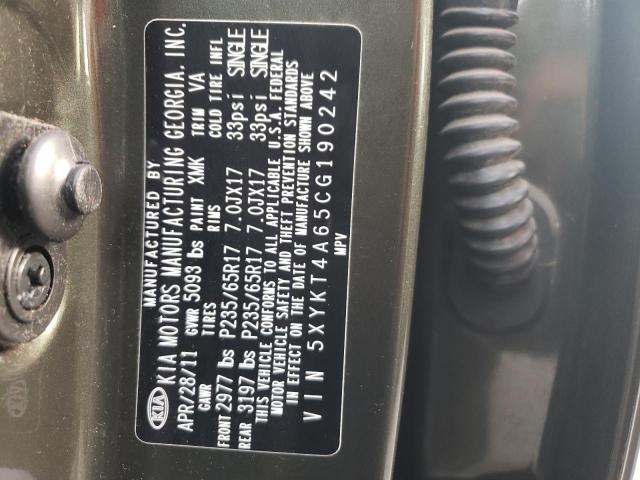 MANUFACTURED BY
KIA KIA MOTORS MANUFACTURING GEORGIA, INC.
APR/28/11 GVWR 5093 lbs PAINT XMK TRIM VA
GAWR TIRES RIMS COLD TIRE INFL
FRONT 2977 lbs P235/65R17 7.0JX17 33psi SINGLE
REAR 3197 lbs P235/65R17 7.0JX17 33psi SINGLE
THIS VEHICLE CONFORMS TO ALL APPLICABLE U.S.A. FEDERAL
MOTOR VEHICLE SAFETY AND THEFT PREVENTION STANDARDS
IN EFFECT ON THE DATE OF MANUFACTURE SHOWN ABOVE
VIN 5XYKT4A65CG190242
MPV